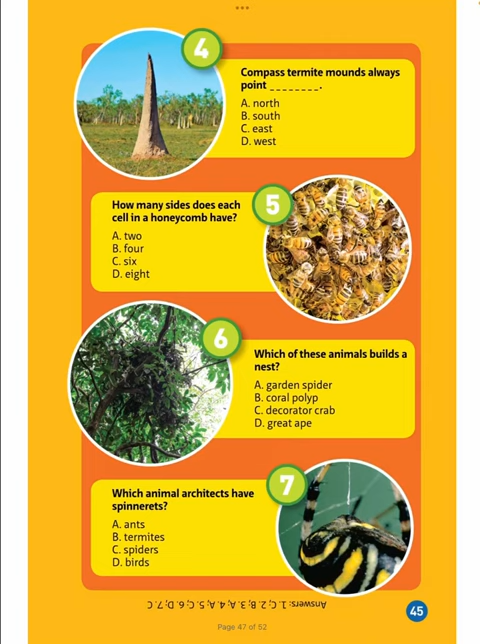 4
Compass termite mounds always
point ________.
A. north
B. south
C. east
D. west
5
How many sides does each
cell in a honeycomb have?
A. two
B. four
C. six
D. eight
6
Which of these animals builds a
nest?
A. garden spider
B. coral polyp
C. decorator crab
D. great ape
7
Which animal architects have
spinnerets?
A. ants
B. termites
C. spiders
D. birds
Answers: 1. C; 2. B; 3. A; 4. A; 5. C; 6. D; 7. C
45
Page 47 of 52